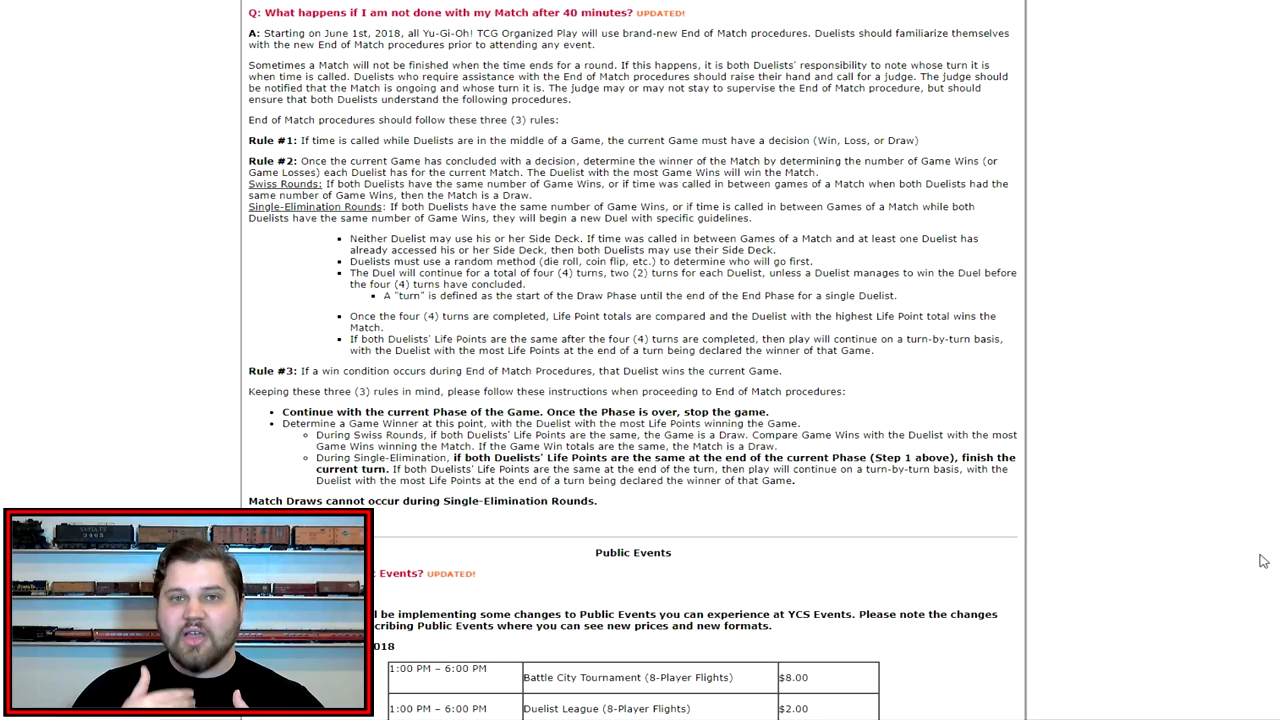 Q: What happens if I am not done with my Match after 40 minutes? UPDATED!
A: Starting on June 1st, 2018, all Yu-Gi-Oh! TCG Organized Play will use brand-new End of Match procedures. Duelists should familiarize themselves
with the new End of Match procedures prior to attending any event.
Sometimes a Match will not be finished when the time ends for a round. If this happens, it is both Duelists' responsibility to note whose turn it is
when time is called. Duelists who require assistance with the End of Match procedures should raise their hand and call for a judge. The judge should
be notified that the Match is ongoing and whose turn it is. The judge may or may not stay to supervise the End of Match procedure, but should
ensure that both Duelists understand the following procedures.
End of Match procedures should follow these three (3) rules:
Rule #1: If time is called while Duelists are in the middle of a Game, the current Game must have a decision (Win, Loss, or Draw)
Rule #2: Once the current Game has concluded with a decision, determine the winner of the Match by determining the number of Game Wins (or
Game Losses) each Duelist has for the current Match. The Duelist with the most Game Wins will win the Match.
Swiss Rounds: If both Duelists have the same number of Game Wins, or if time was called in between games of a Match when both Duelists had the
same number of Game Wins, then the Match is a Draw.
Single-Elimination Rounds: If both Duelists have the same number of Game Wins, or if time is called in between Games of a Match while both
Duelists have the same number of Game Wins, they will begin a new Duel with specific guidelines.
▪ Neither Duelist may use his or her Side Deck. If time was called in between Games of a Match and at least one Duelist has
already accessed his or her Side Deck, then both Duelists may use their Side Deck.
▪ Duelists must use a random method (die roll, coin flip, etc.) to determine who will go first.
▪ The Duel will continue for a total of four (4) turns, two (2) turns for each Duelist, unless a Duelist manages to win the Duel before
the four (4) turns have concluded.
▪ A "turn" is defined as the start of the Draw Phase until the end of the End Phase for a single Duelist.
▪ Once the four (4) turns are completed, Life Point totals are compared and the Duelist with the highest Life Point total wins the
Match.
▪ If both Duelists' Life Points are the same after the four (4) turns are completed, then play will continue on a turn-by-turn basis,
with the Duelist with the most Life Points at the end of a turn being declared the winner of that Game.
Rule #3: If a win condition occurs during End of Match Procedures, that Duelist wins the current Game.
Keeping these three (3) rules in mind, please follow these instructions when proceeding to End of Match procedures:
• Continue with the current Phase of the Game. Once the Phase is over, stop the game.
• Determine a Game Winner at this point, with the Duelist with the most Life Points winning the Game.
○ During Swiss Rounds, if both Duelists' Life Points are the same, the Game is a Draw. Compare Game Wins with the Duelist with the most
Game Wins winning the Match. If the Game Win totals are the same, the Match is a Draw.
○ During Single-Elimination, if both Duelists' Life Points are the same at the end of the current Phase (Step 1 above), finish the
current turn. If both Duelists' Life Points are the same at the end of the turn, then play will continue on a turn-by-turn basis, with the
Duelist with the most Life Points at the end of a turn being declared the winner of that Game.
Match Draws cannot occur during Single-Elimination Rounds.
SANTA FE
3465
Public Events
Events? UPDATED!
l be implementing some changes to Public Events you can experience at YCS Events. Please note the changes
cribing Public Events where you can see new prices and new formats.
018
1:00 PM – 6:00 PM Battle City Tournament (8-Player Flights) $8.00
1:00 PM – 6:00 PM Duelist League (8-Player Flights) $2.00